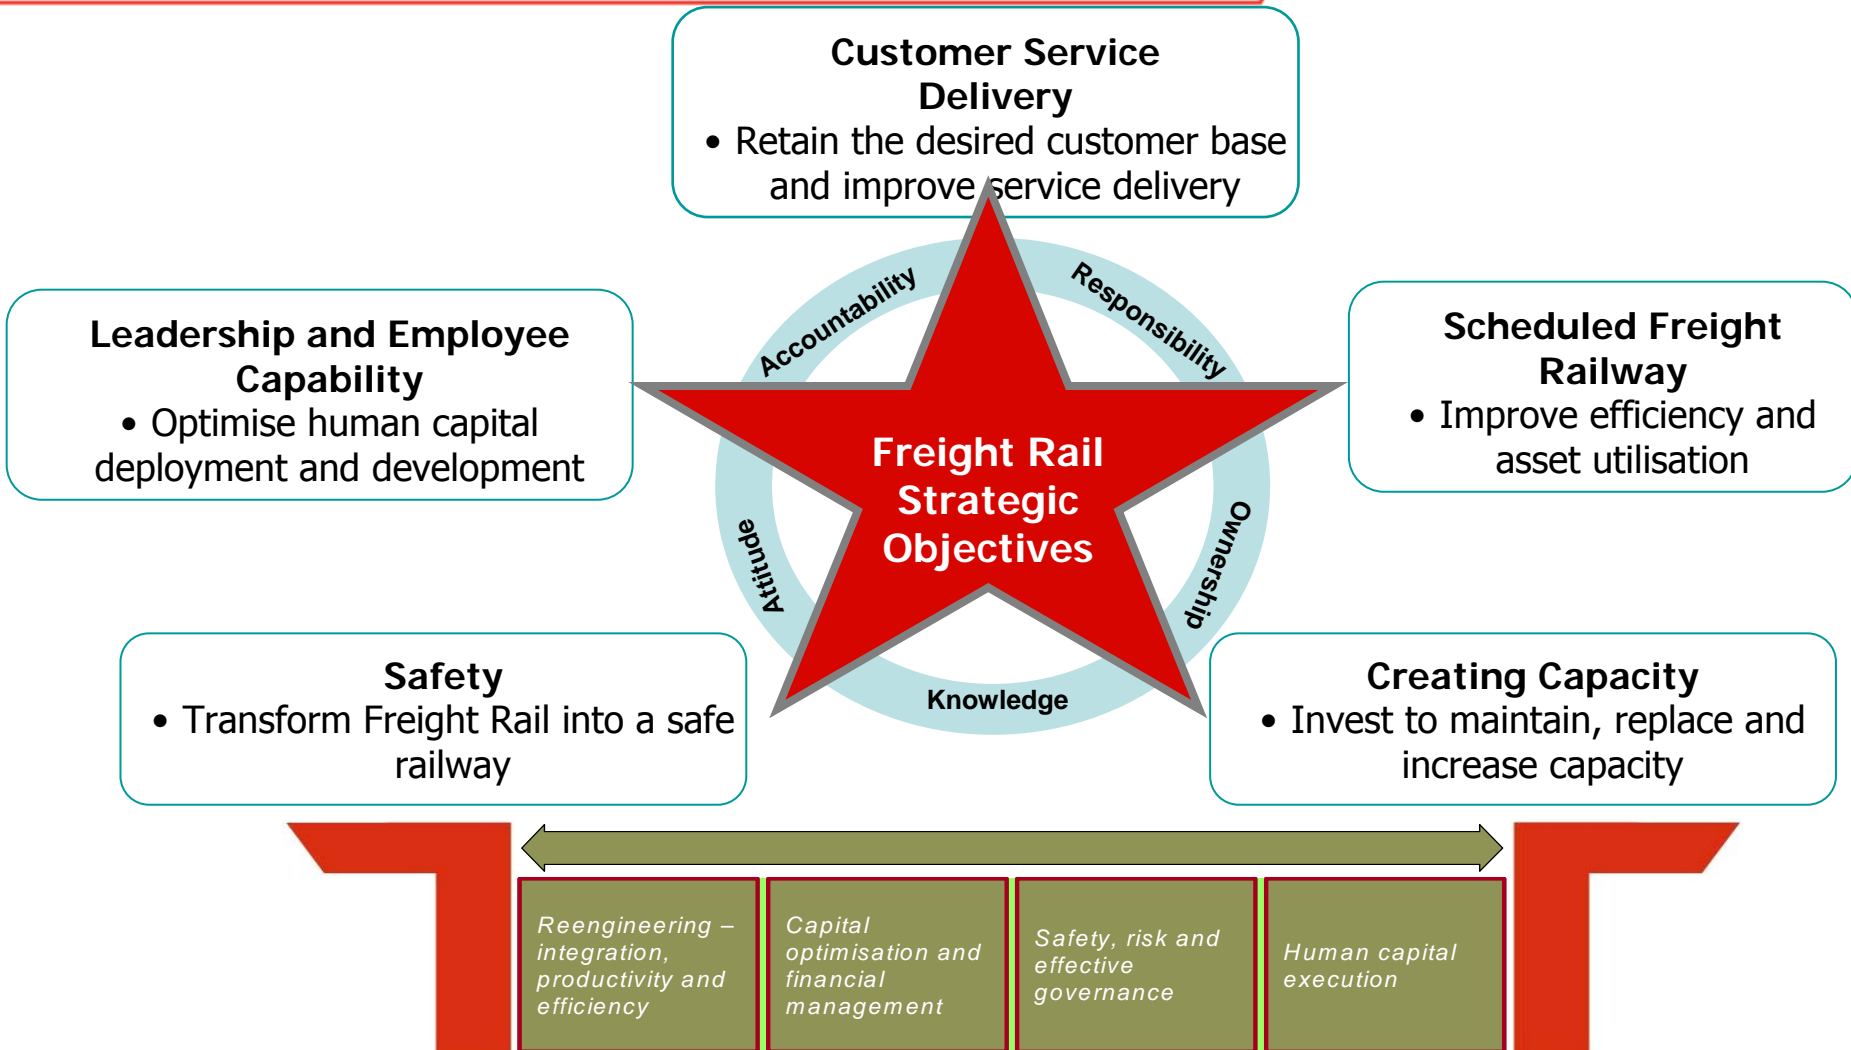 Customer Service
Delivery
• Retain the desired customer base
and improve service delivery
Accountability
Responsibility
Leadership and Employee
Capability
• Optimise human capital
deployment and development
Scheduled Freight
Railway
• Improve efficiency and
asset utilisation
Freight Rail
Strategic
Objectives
Attitude
Ownership
Knowledge
Safety
• Transform Freight Rail into a safe
railway
Creating Capacity
• Invest to maintain, replace and
increase capacity
Reengineering –
integration,
productivity and
efficiency
Capital
optimisation and
financial
management
Safety, risk and
effective
governance
Human capital
execution